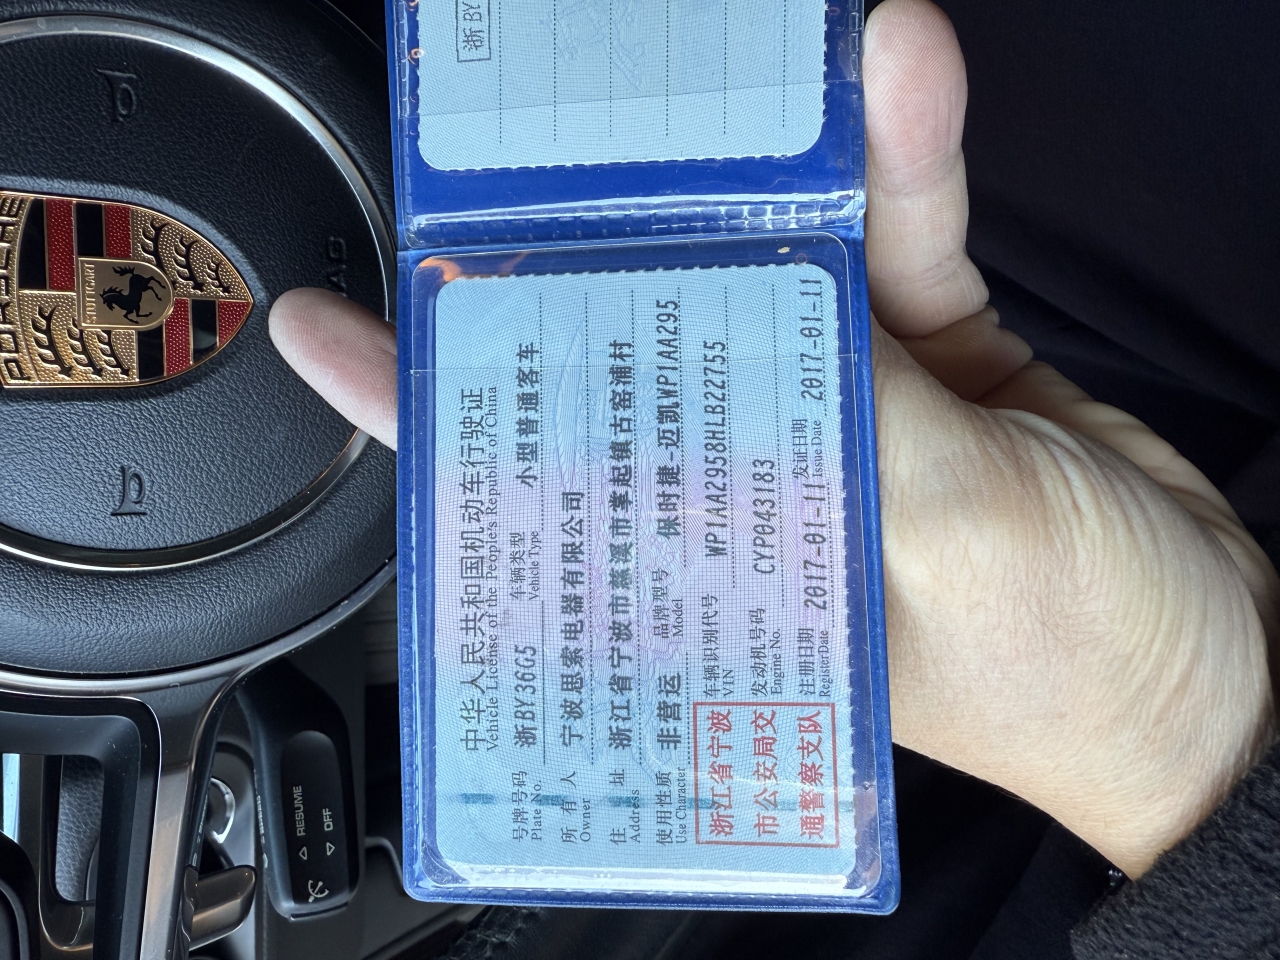 浙BY
中华人民共和国机动车行驶证
Vehicle License of the People's Republic of China
号牌号码 浙BY36G5 车辆类型 小型普通客车
Plate No. Vehicle Type
所有人 宁波思索电器有限公司
Owner
住址 浙江省宁波市慈溪市掌起镇古窑浦村
Address
使用性质 非营运 品牌型号 保时捷-迈凯WP1AA295
Use Character Model
浙江省宁波
市公安局交
通警察支队
车辆识别代号 WP1AA2958HLB22755
VIN
发动机号码 CYP043183
Engine No.
注册日期 2017-01-11 发证日期 2017-01-11
Register Date Issue Date
PORSCHE
STUTTGART
RESUME
OFF